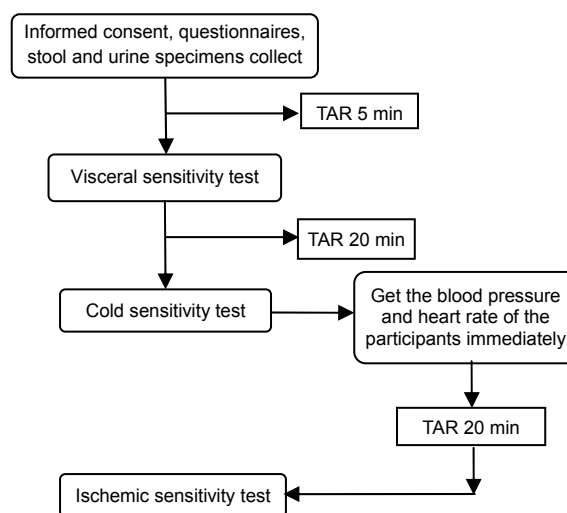 Informed consent, questionnaires,
stool and urine specimens collect
TAR 5 min
Visceral sensitivity test
TAR 20 min
Cold sensitivity test
Get the blood pressure
and heart rate of the
participants immediately
TAR 20 min
Ischemic sensitivity test